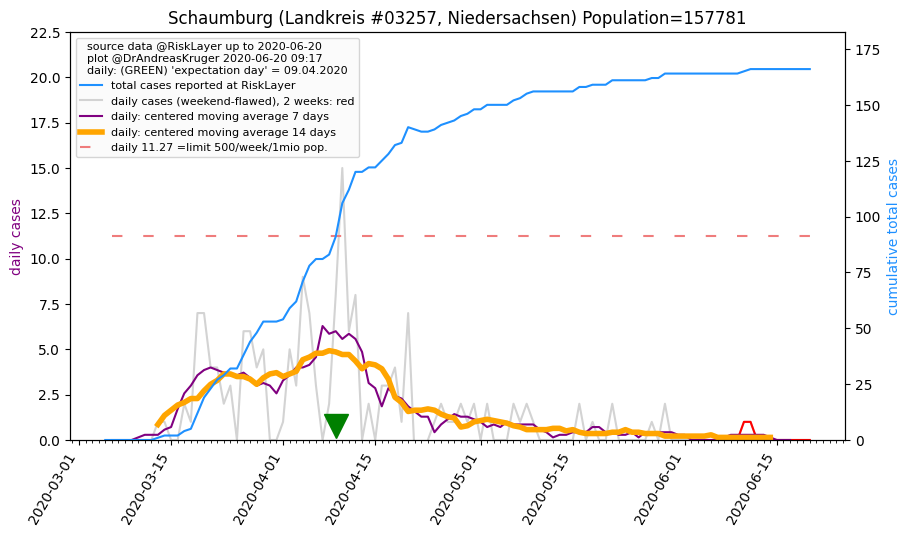 Schaumburg (Landkreis #03257, Niedersachsen) Population=157781
source data @RiskLayer up to 2020-06-20
plot @DrAndreasKruger 2020-06-20 09:17
daily: (GREEN) 'expectation day' = 09.04.2020
total cases reported at RiskLayer
daily cases (weekend-flawed), 2 weeks: red
daily: centered moving average 7 days
daily: centered moving average 14 days
daily 11.27 =limit 500/week/1mio pop.
daily cases
22.5
20.0
17.5
15.0
12.5
10.0
7.5
5.0
2.5
0.0
175
150
125
100
75
50
25
0
cumulative total cases
2020-03-01
2020-03-15
2020-04-01
2020-04-15
2020-05-01
2020-05-15
2020-06-01
2020-06-15